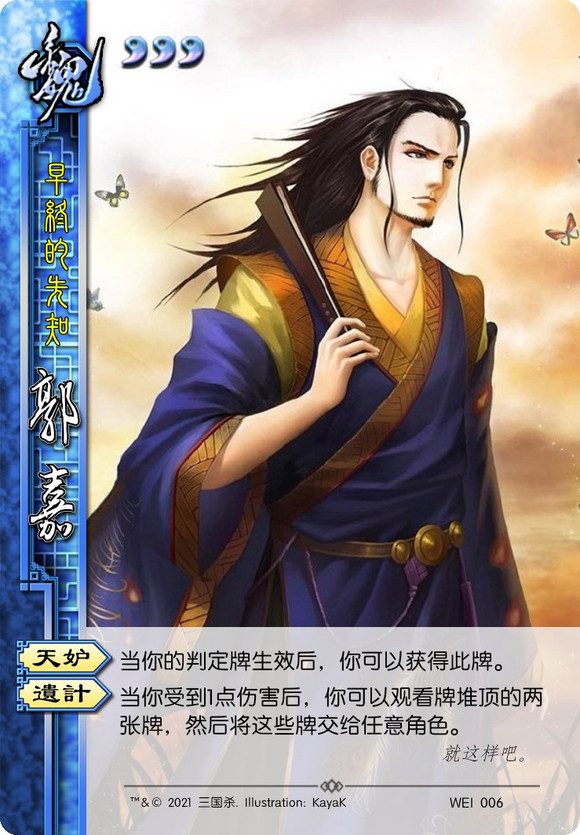 魏
早終的先知
郭嘉
天妒
当你的判定牌生效后，你可以获得此牌。
遺計
当你受到1点伤害后，你可以观看牌堆顶的两
张牌，然后将这些牌交给任意角色。
就这样吧。
™&© 2021 三国杀. Illustration: KayaK
WEI 006